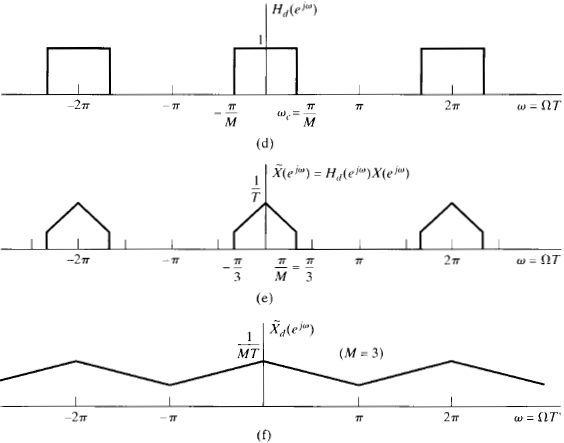 H_d(e^{jω})
1
−2π −π −π/M ω_c = π/M π 2π ω = ΩT
(d)
X̃(e^{jω}) = H_d(e^{jω})X(e^{jω})
1/T
−2π −π −π/3 π/M = π/3 π 2π ω = ΩT
(e)
X̃_d(e^{jω})
1/MT (M = 3)
−2π −π π 2π ω = ΩT'
(f)